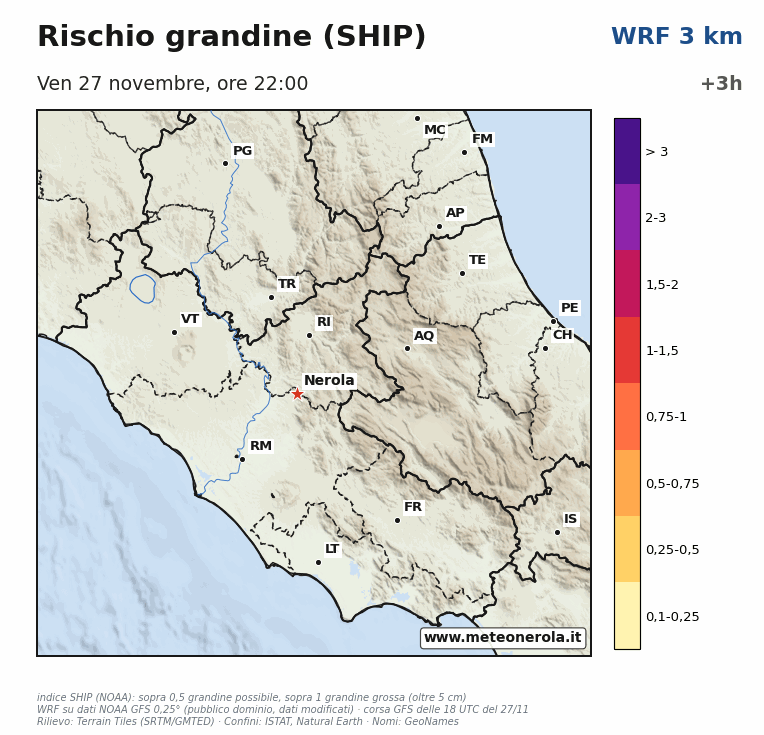 Rischio grandine (SHIP)
WRF 3 km
Ven 27 novembre, ore 22:00
+3h
MC
FM
PG
AP
TE
TR
PE
VT
RI
AQ
CH
Nerola
RM
FR
IS
LT
www.meteonerola.it
> 3
2-3
1,5-2
1-1,5
0,75-1
0,5-0,75
0,25-0,5
0,1-0,25
indice SHIP (NOAA): sopra 0,5 grandine possibile, sopra 1 grandine grossa (oltre 5 cm)
WRF su dati NOAA GFS 0,25° (pubblico dominio, dati modificati) · corsa GFS delle 18 UTC del 27/11
Rilievo: Terrain Tiles (SRTM/GMTED) · Confini: ISTAT, Natural Earth · Nomi: GeoNames